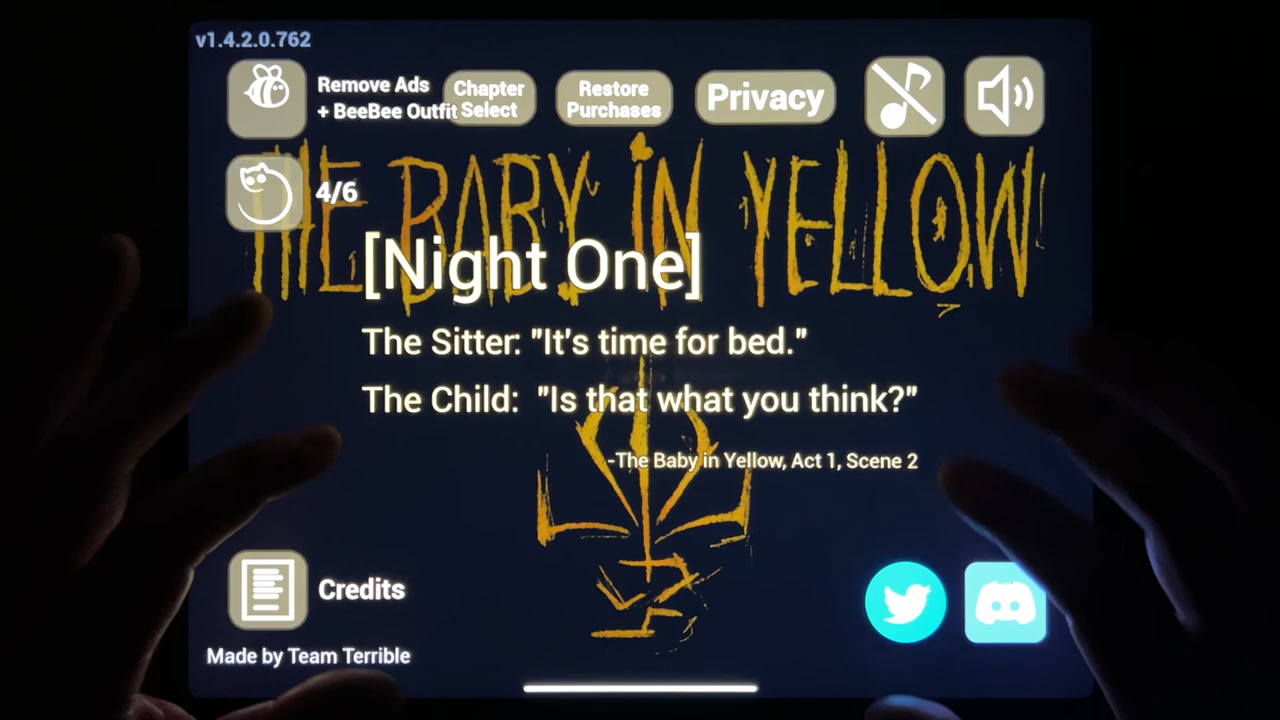 v1.4.2.0.762
Remove Ads
+ BeeBee Outfit
Chapter
Select
Restore
Purchases
Privacy
4/6
THE BABY IN YELLOW
[Night One]
The Sitter: "It's time for bed."
The Child: "Is that what you think?"
-The Baby in Yellow, Act 1, Scene 2
Credits
Made by Team Terrible